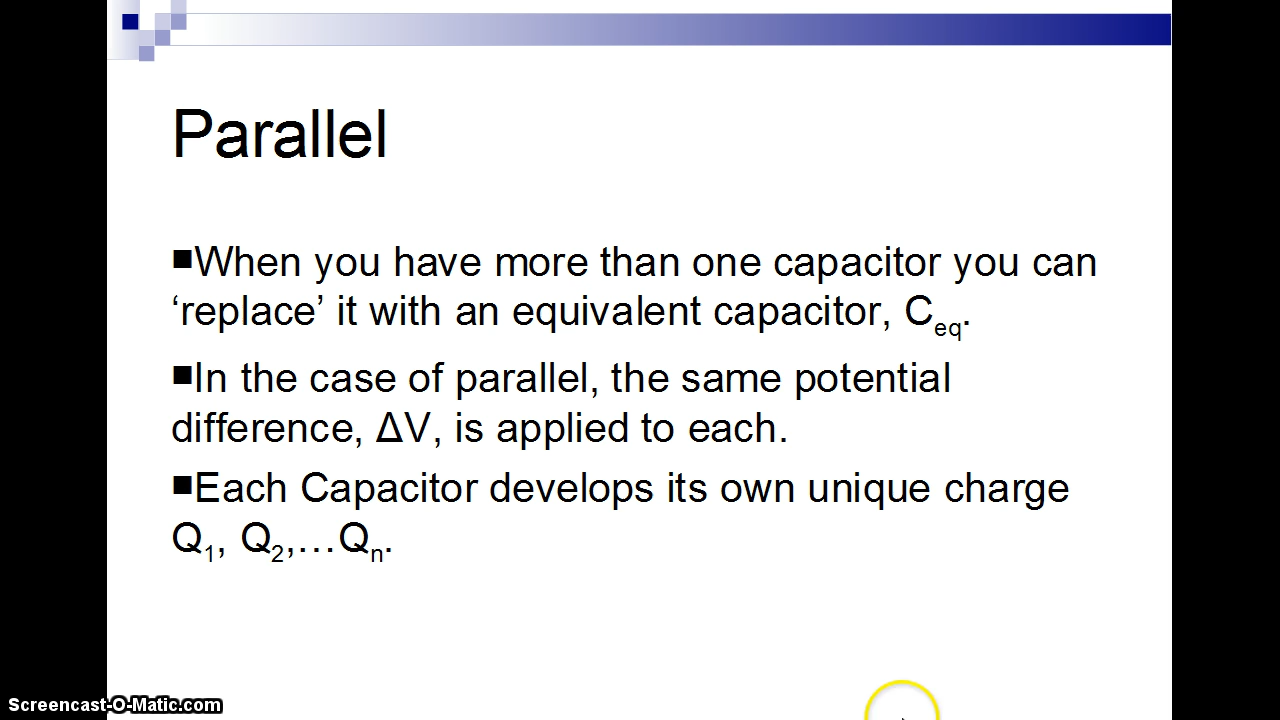 Parallel
■When you have more than one capacitor you can
‘replace’ it with an equivalent capacitor, Ceq.
■In the case of parallel, the same potential
difference, ΔV, is applied to each.
■Each Capacitor develops its own unique charge
Q1, Q2,…Qn.
Screencast-O-Matic.com